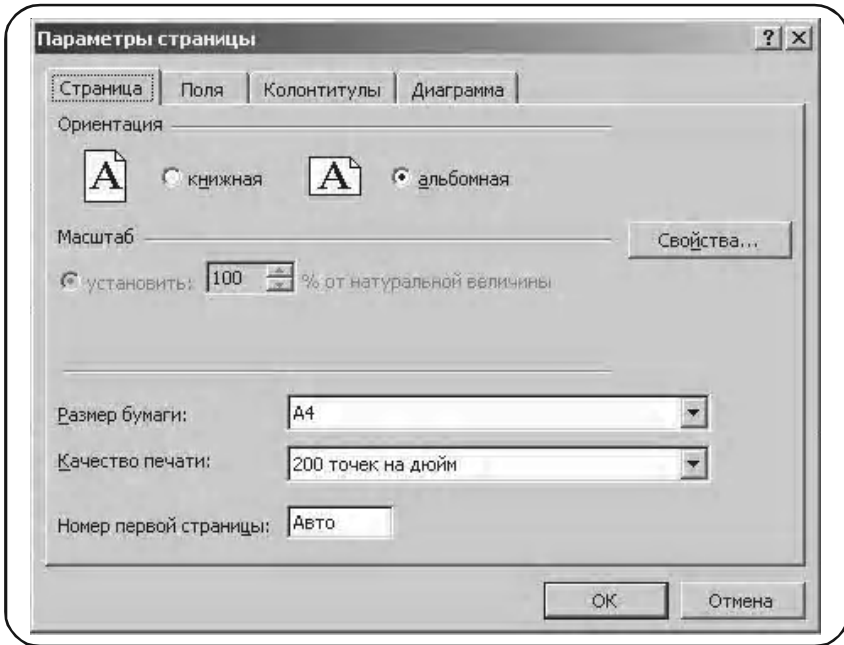 Параметры страницы
Страница Поля Колонтитулы Диаграмма
Ориентация
A книжная A альбомная
Масштаб
Свойства...
установить: 100 % от натуральной величины
Размер бумаги: A4
Качество печати: 200 точек на дюйм
Номер первой страницы: Авто
ОК Отмена